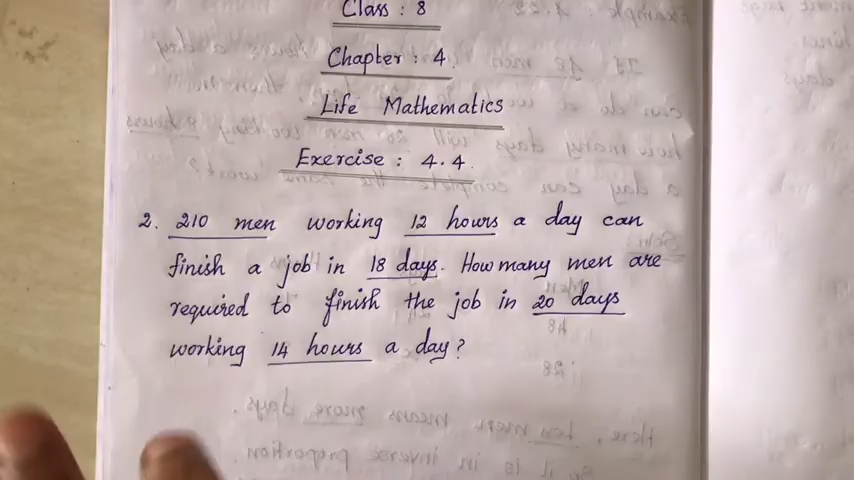 Class : 8
Chapter : 4.
Life Mathematics
Exercise : 4.4.
2. 210 men working 12 hours a day can
finish a job in 18 days. How many men are
required to finish the job in 20 days
working 14 hours a day?